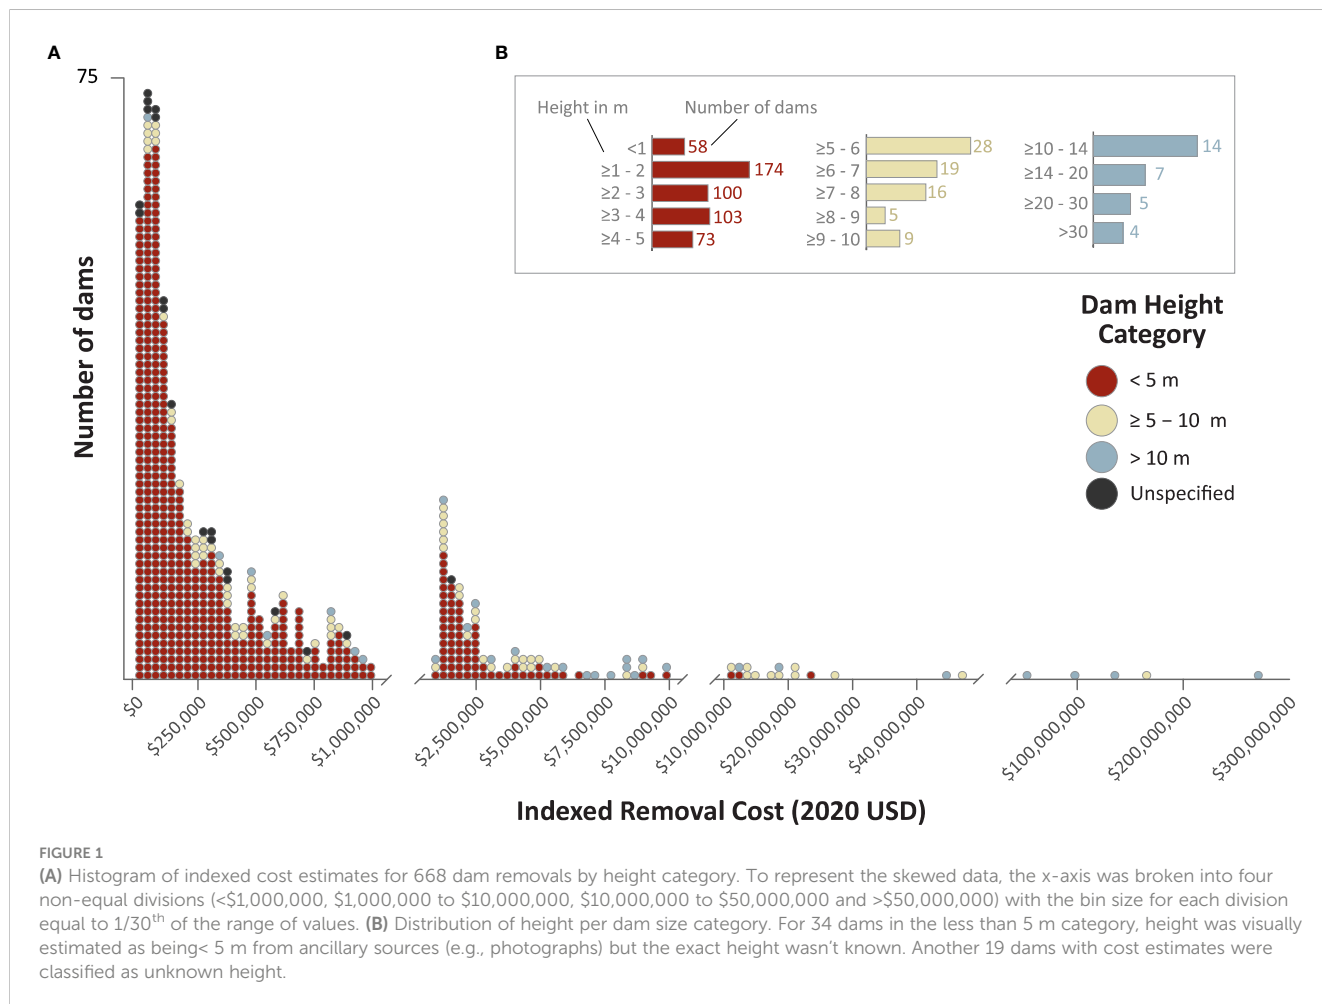 A
B
75
Number of dams
Height in m
Number of dams
<1 58
≥1 - 2 174
≥2 - 3 100
≥3 - 4 103
≥4 - 5 73
≥5 - 6 28
≥6 - 7 19
≥7 - 8 16
≥8 - 9 5
≥9 - 10 9
≥10 - 14 14
≥14 - 20 7
≥20 - 30 5
>30 4
Dam Height
Category
< 5 m
≥ 5 – 10 m
> 10 m
Unspecified
$0
$250,000
$500,000
$750,000
$1,000,000
$2,500,000
$5,000,000
$7,500,000
$10,000,000
$10,000,000
$20,000,000
$30,000,000
$40,000,000
$100,000,000
$200,000,000
$300,000,000
Indexed Removal Cost (2020 USD)
FIGURE 1
(A) Histogram of indexed cost estimates for 668 dam removals by height category. To represent the skewed data, the x-axis was broken into four
non-equal divisions (<$1,000,000, $1,000,000 to $10,000,000, $10,000,000 to $50,000,000 and >$50,000,000) with the bin size for each division
equal to 1/30th of the range of values. (B) Distribution of height per dam size category. For 34 dams in the less than 5 m category, height was visually
estimated as being< 5 m from ancillary sources (e.g., photographs) but the exact height wasn't known. Another 19 dams with cost estimates were
classified as unknown height.